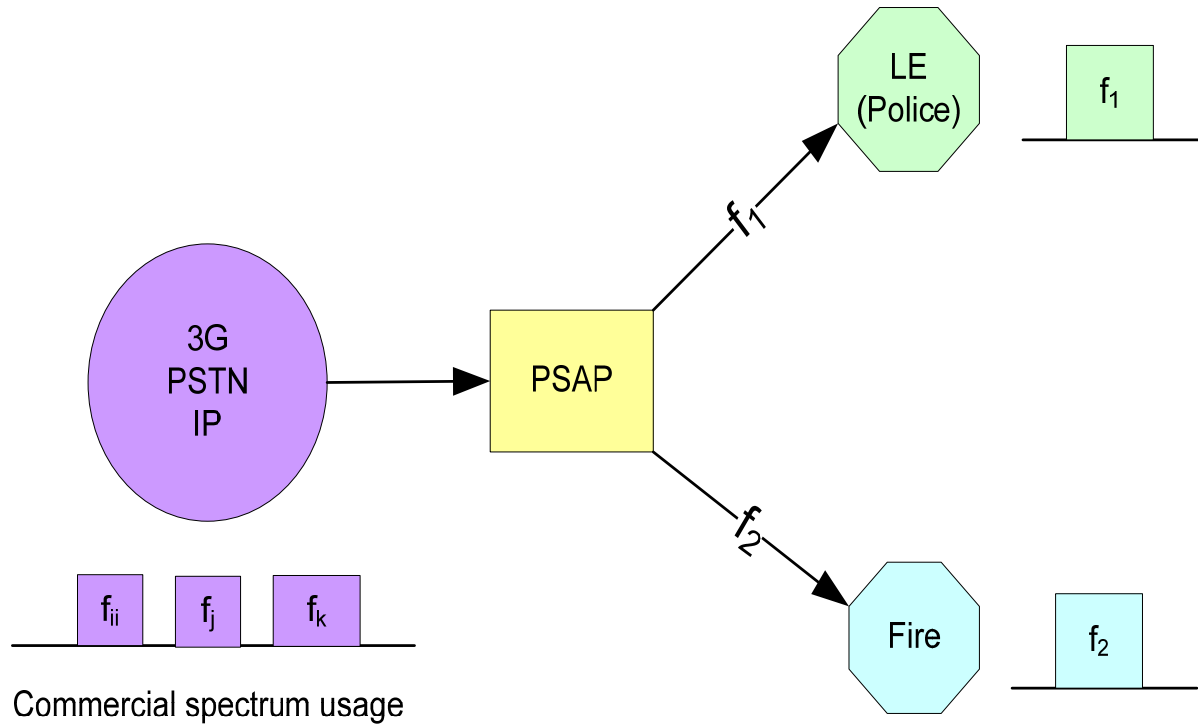 LE
(Police)
f₁
f₁
3G
PSTN
IP
PSAP
f₂
fᵢᵢ fⱼ fₖ
Fire
f₂
Commercial spectrum usage